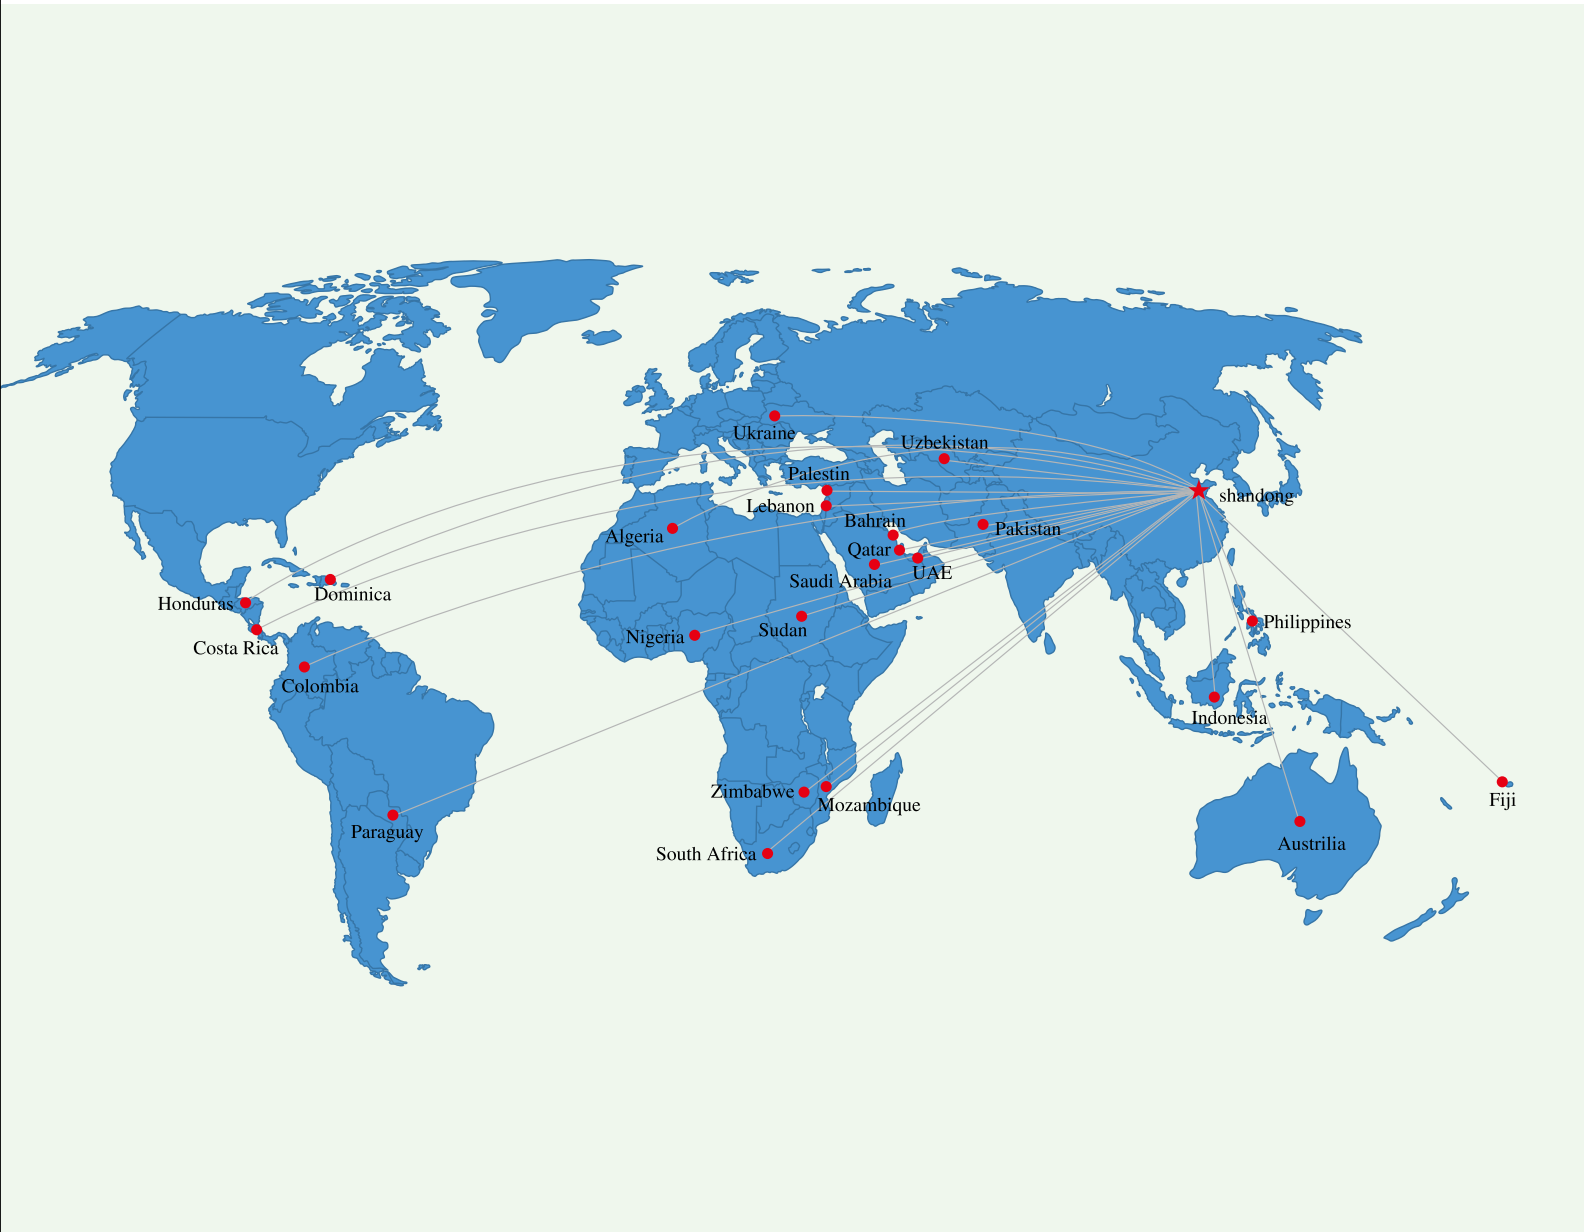 Ukraine
Uzbekistan
Palestin
shandong
Lebanon
Bahrain
Pakistan
Algeria
Qatar
UAE
Saudi Arabia
Dominica
Honduras
Philippines
Sudan
Nigeria
Costa Rica
Colombia
Indonesia
Zimbabwe
Fiji
Mozambique
Paraguay
Austrilia
South Africa